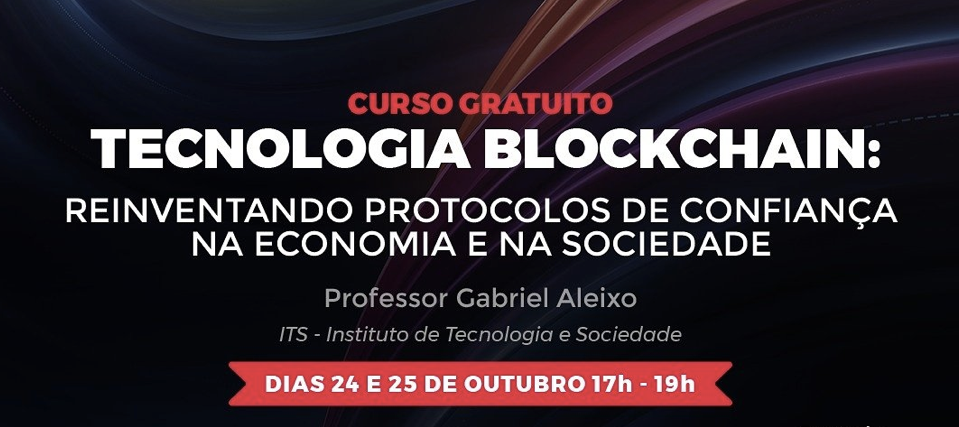 CURSO GRATUITO
TECNOLOGIA BLOCKCHAIN:
REINVENTANDO PROTOCOLOS DE CONFIANÇA
NA ECONOMIA E NA SOCIEDADE
Professor Gabriel Aleixo
ITS - Instituto de Tecnologia e Sociedade
DIAS 24 E 25 DE OUTUBRO 17h - 19h